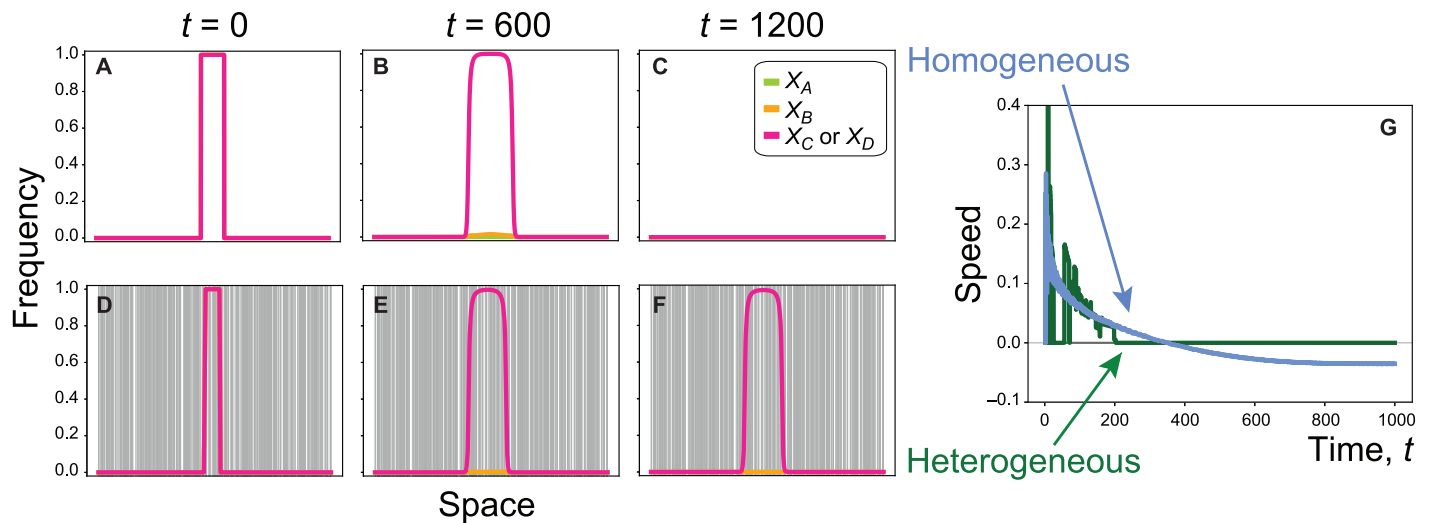 t = 0
t = 600
t = 1200
Frequency
1.0
0.8
0.6
0.4
0.2
0.0
A
B
C
X_A
X_B
X_C or X_D
1.0
0.8
0.6
0.4
0.2
0.0
D
E
F
Space
Homogeneous
G
Speed
0.4
0.3
0.2
0.1
0.0
–0.1
0
200
400
600
800
1000
Time, t
Heterogeneous